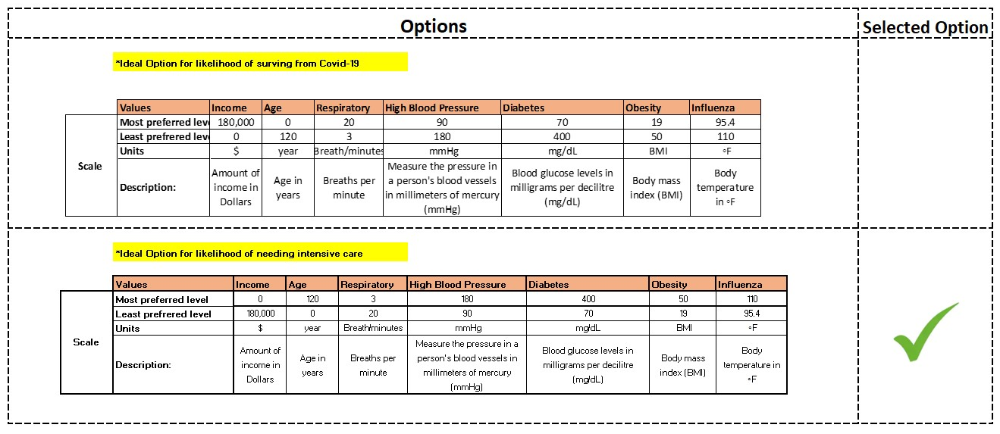 Options
Selected Option
*Ideal Option for likelihood of surving from Covid-19
Values Income Age Respiratory High Blood Pressure Diabetes Obesity Influenza
Most preferred leve 180,000 0 20 90 70 19 95.4
Least prefrered leve 0 120 3 180 400 50 110
Units $ year Breath/minutes mmHg mg/dL BMI °F
Scale
Description:
Amount of
income in
Dollars
Age in
years
Breaths per
minute
Measure the pressure in
a person's blood vessels
in millimeters of mercury
(mmHg)
Blood glucose levels in
milligrams per decilitre
(mg/dL)
Body mass
index (BMI)
Body
temperature
in °F
*Ideal Option for likelihood of needing intensive care
Values Income Age Respiratory High Blood Pressure Diabetes Obesity Influenza
Most preferred level 0 120 3 180 400 50 110
Least prefrered level 180,000 0 20 90 70 19 95.4
Units $ year Breath/minutes mmHg mg/dL BMI °F
Scale
Description:
Amount of
income in
Dollars
Age in
years
Breaths per
minute
Measure the pressure in a
person's blood vessels in
millimeters of mercury
(mmHg)
Blood glucose levels in
milligrams per decilitre
(mg/dL)
Body mass
index (BMI)
Body
temperature in
°F